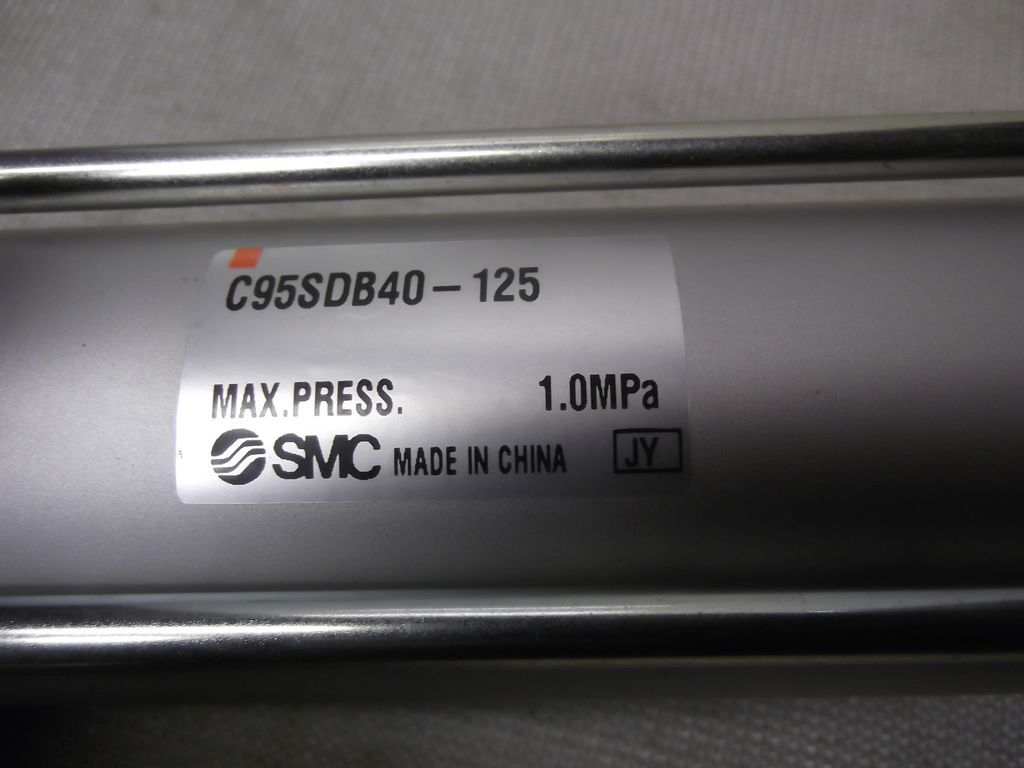 C95SDB40-125
MAX.PRESS. 1.0MPa
SMC MADE IN CHINA JY